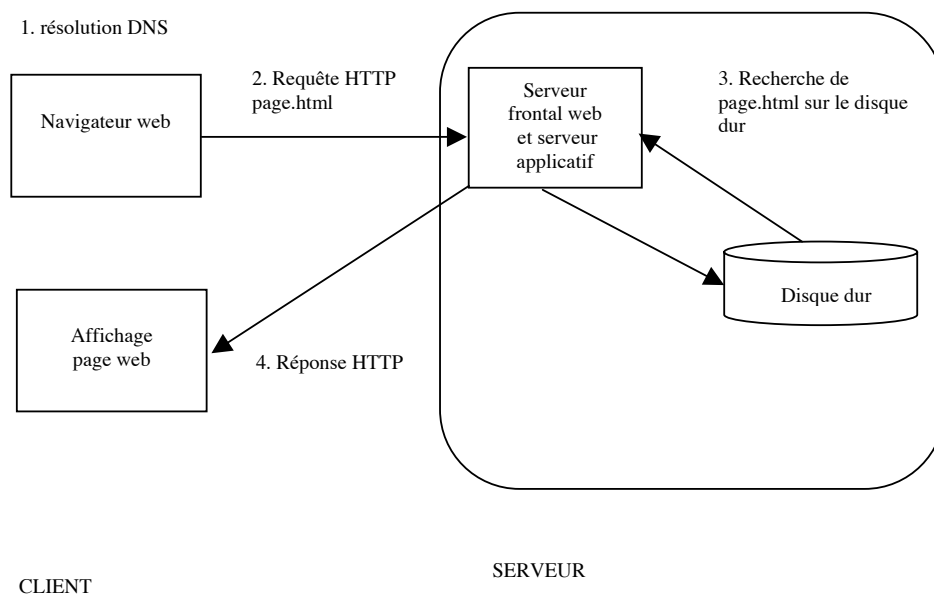 1. résolution DNS
Navigateur web
2. Requête HTTP
page.html
Serveur
frontal web
et serveur
applicatif
3. Recherche de
page.html sur le disque
dur
Disque dur
Affichage
page web
4. Réponse HTTP
SERVEUR
CLIENT